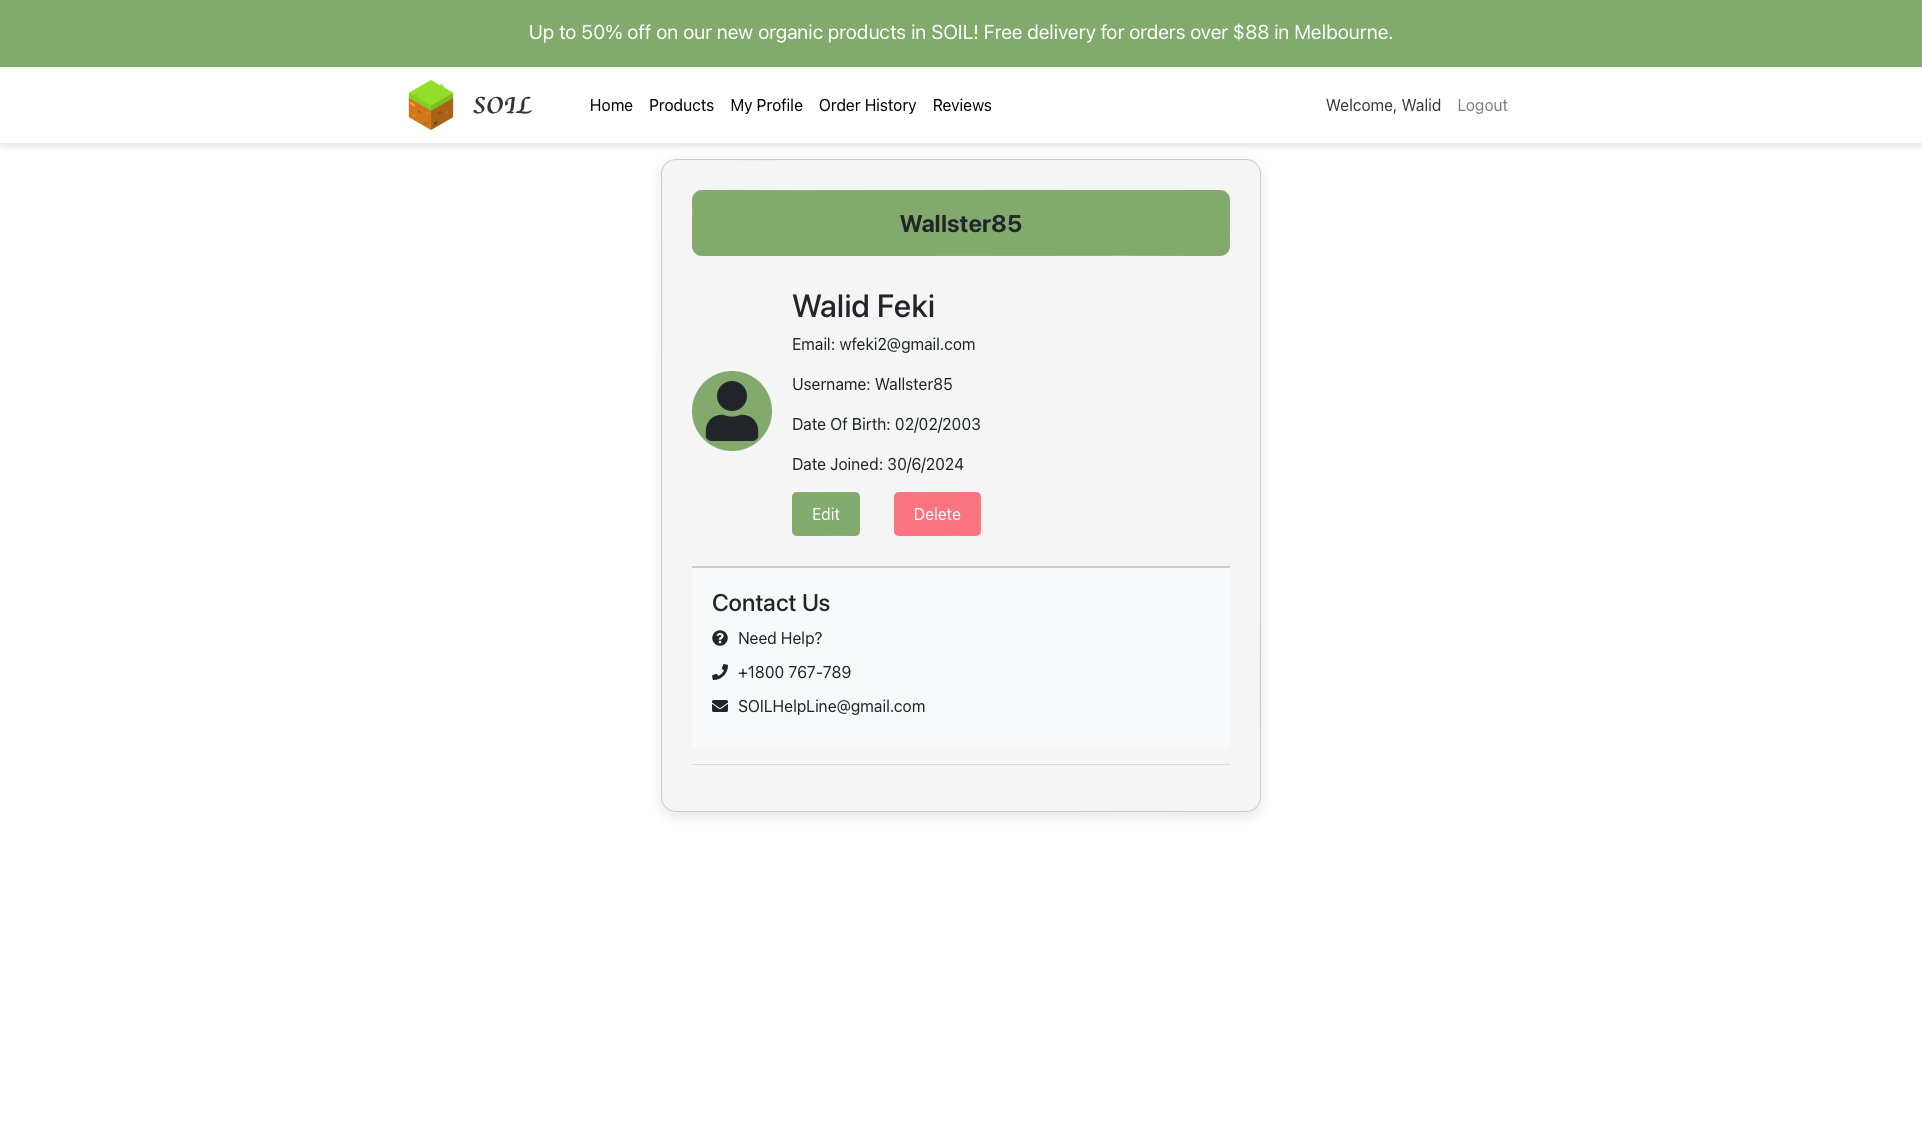 Up to 50% off on our new organic products in SOIL! Free delivery for orders over $88 in Melbourne.
SOIL Home Products My Profile Order History Reviews Welcome, Walid Logout
Wallster85
Walid Feki
Email: wfeki2@gmail.com
Username: Wallster85
Date Of Birth: 02/02/2003
Date Joined: 30/6/2024
Edit Delete
Contact Us
Need Help?
+1800 767-789
SOILHelpLine@gmail.com